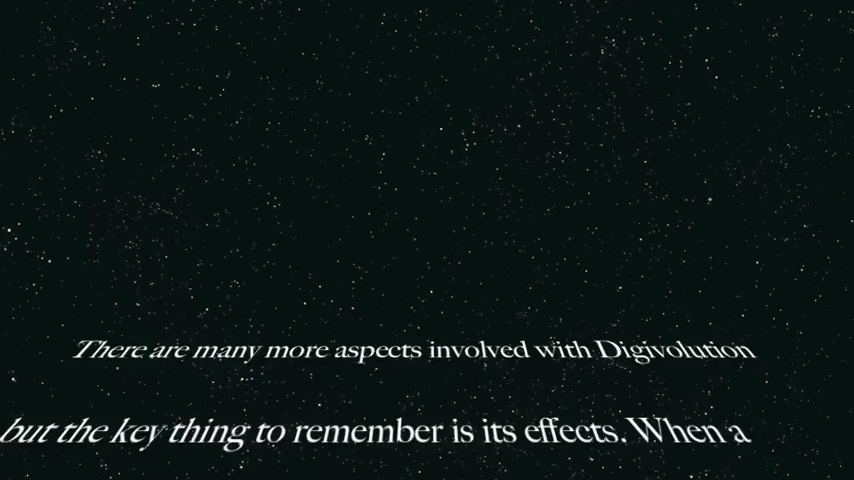 There are many more aspects involved with Digivolution
but the key thing to remember is its effects. When a